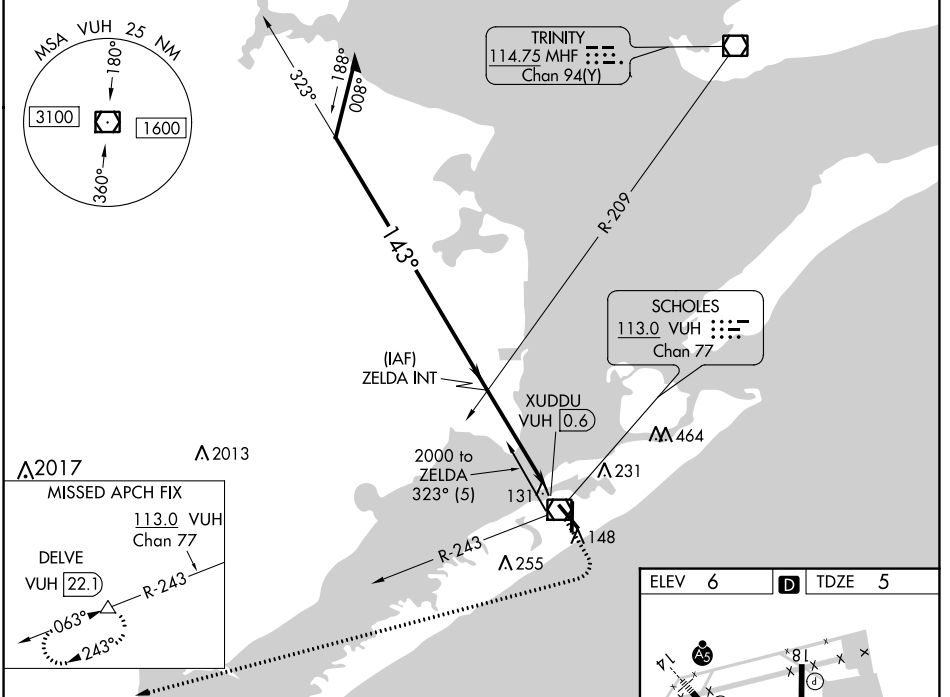 MSA VUH 25 NM
180°
3100
1600
360°
323°
188°
008°
TRINITY
114.75 MHF
Chan 94(Y)
R-209
143°
SCHOLES
113.0 VUH
Chan 77
(IAF)
ZELDA INT
XUDDU
VUH 0.6
464
2013
2017
2000 to
ZELDA
323° (5)
231
131
148
R-243
255
MISSED APCH FIX
113.0 VUH
Chan 77
DELVE
VUH 22.1
R-243
063°
243°
ELEV 6 D TDZE 5
A5
14
18
P